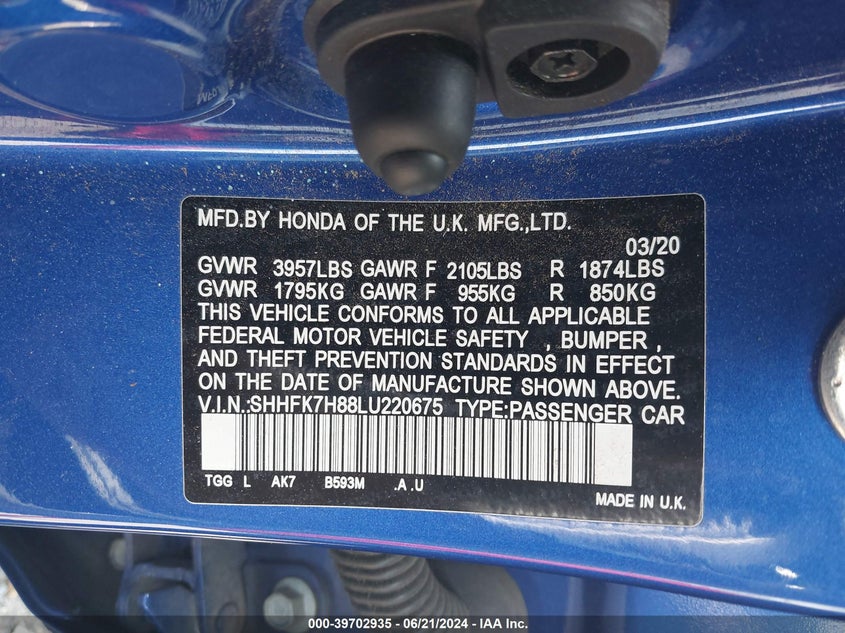 MFD.BY HONDA OF THE U.K. MFG.,LTD.
03/20
GVWR 3957LBS GAWR F 2105LBS R 1874LBS
GVWR 1795KG GAWR F 955KG R 850KG
THIS VEHICLE CONFORMS TO ALL APPLICABLE
FEDERAL MOTOR VEHICLE SAFETY , BUMPER ,
AND THEFT PREVENTION STANDARDS IN EFFECT
ON THE DATE OF MANUFACTURE SHOWN ABOVE.
V.I.N.:SHHFK7H88LU220675 TYPE:PASSENGER CAR
TGG L AK7 B593M .A .U
MADE IN U.K.
000-39702935 - 06/21/2024 - IAA Inc.